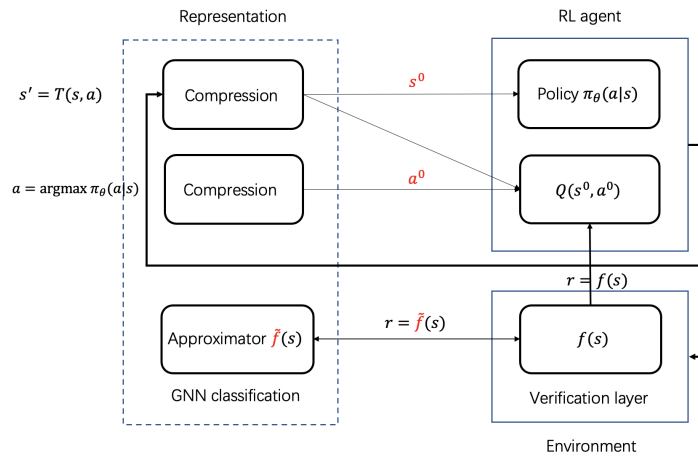 Representation
RL agent
s′ = T(s, a)
Compression
s⁰
Policy π_θ(a|s)
a = argmax π_θ(a|s)
Compression
a⁰
Q(s⁰, a⁰)
r = f(s)
Approximator f̃(s)
r = f̃(s)
f(s)
GNN classification
Verification layer
Environment